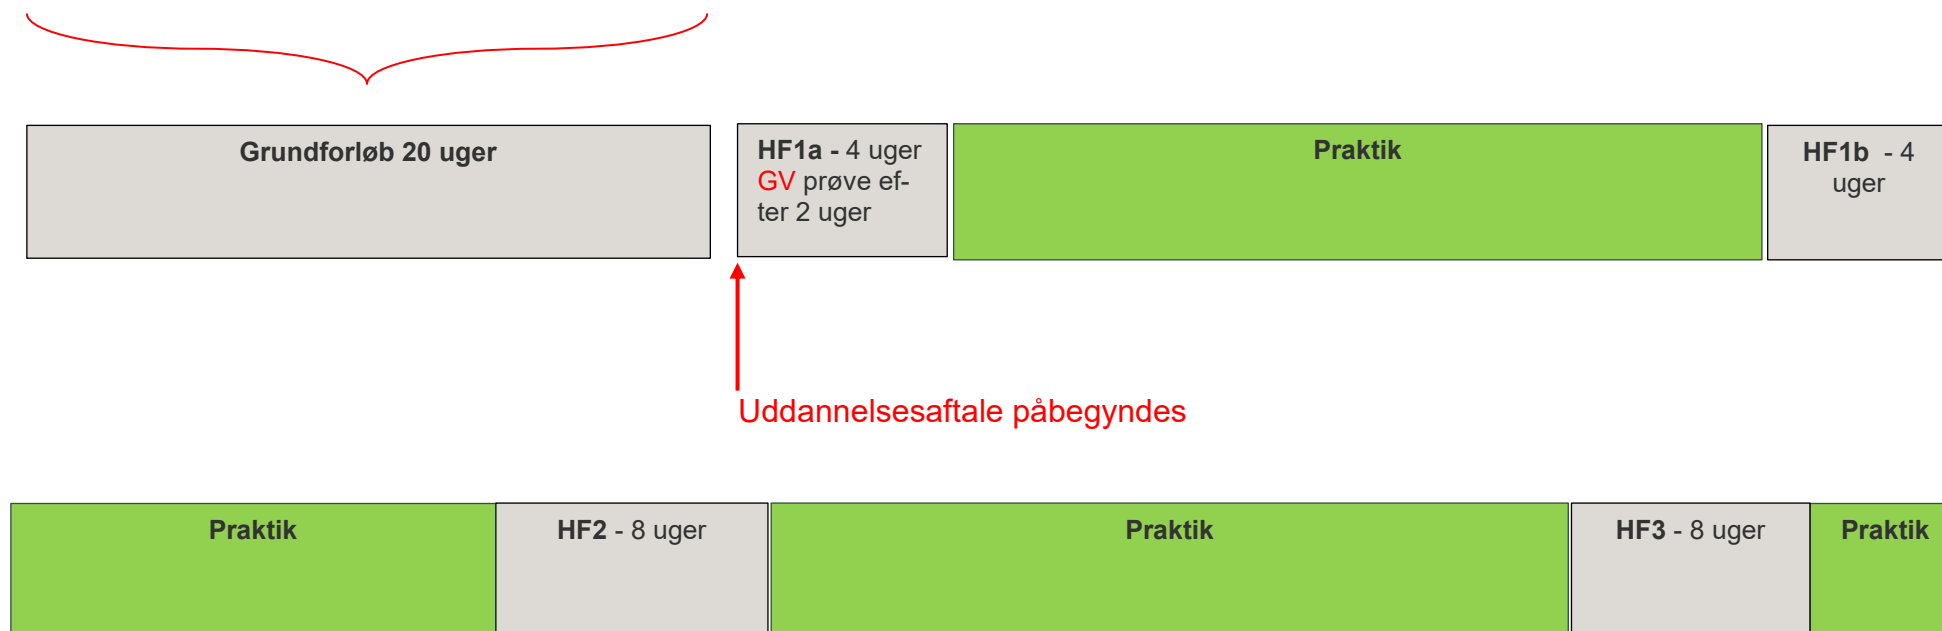 Grundforløb 20 uger
HF1a - 4 uger
GV prøve ef-
ter 2 uger
Praktik
HF1b - 4
uger
Uddannelsesaftale påbegyndes
Praktik
HF2 - 8 uger
Praktik
HF3 - 8 uger
Praktik